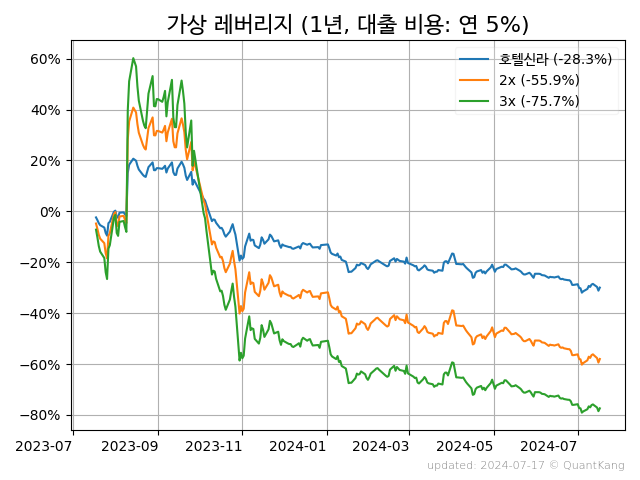 가상 레버리지 (1년, 대출 비용: 연 5%)
호텔신라 (-28.3%)
2x (-55.9%)
3x (-75.7%)
60%
40%
20%
0%
−20%
−40%
−60%
−80%
2023-07 2023-09 2023-11 2024-01 2024-03 2024-05 2024-07
updated: 2024-07-17 © QuantKang